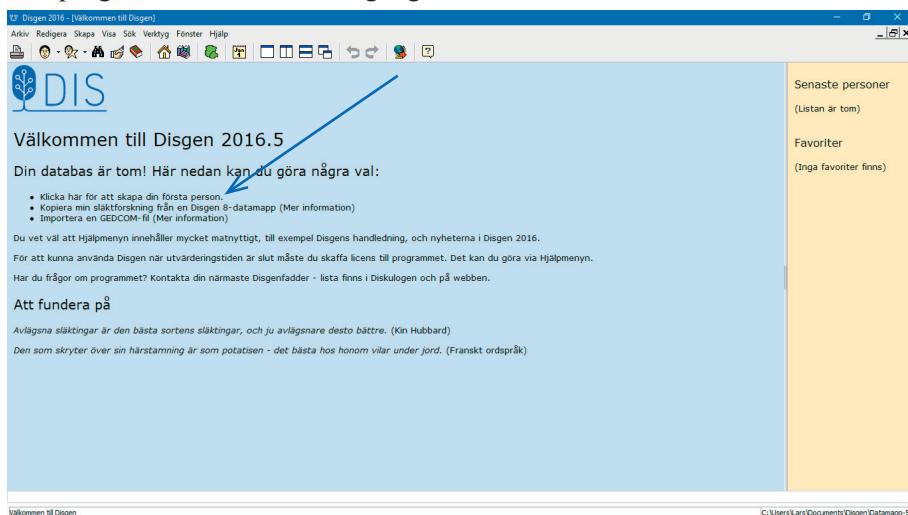 Disgen 2016 - [Välkommen till Disgen]
Arkiv Redigera Skapa Visa Sök Verktyg Fönster Hjälp
DIS
Välkommen till Disgen 2016.5
Din databas är tom! Här nedan kan du göra några val:
• Klicka här för att skapa din första person.
• Kopiera min släktforskning från en Disgen 8-datamapp (Mer information)
• Importera en GEDCOM-fil (Mer information)
Du vet väl att Hjälpmenyn innehåller mycket matnyttigt, till exempel Disgens handledning, och nyheterna i Disgen 2016.
För att kunna använda Disgen när utvärderingstiden är slut måste du skaffa licens till programmet. Det kan du göra via Hjälpmenyn.
Har du frågor om programmet? Kontakta din närmaste Disgenfadder - lista finns i Diskulogen och på webben.
Att fundera på
Avlägsna släktingar är den bästa sortens släktingar, och ju avlägsnare desto bättre. (Kin Hubbard)
Den som skryter över sin härstamning är som potatisen - det bästa hos honom vilar under jord. (Franskt ordspråk)
Senaste personer
(Listan är tom)
Favoriter
(Inga favoriter finns)
Välkommen till Disgen
C:\Users\Lars\Documents\Disgen\Datamapp-5